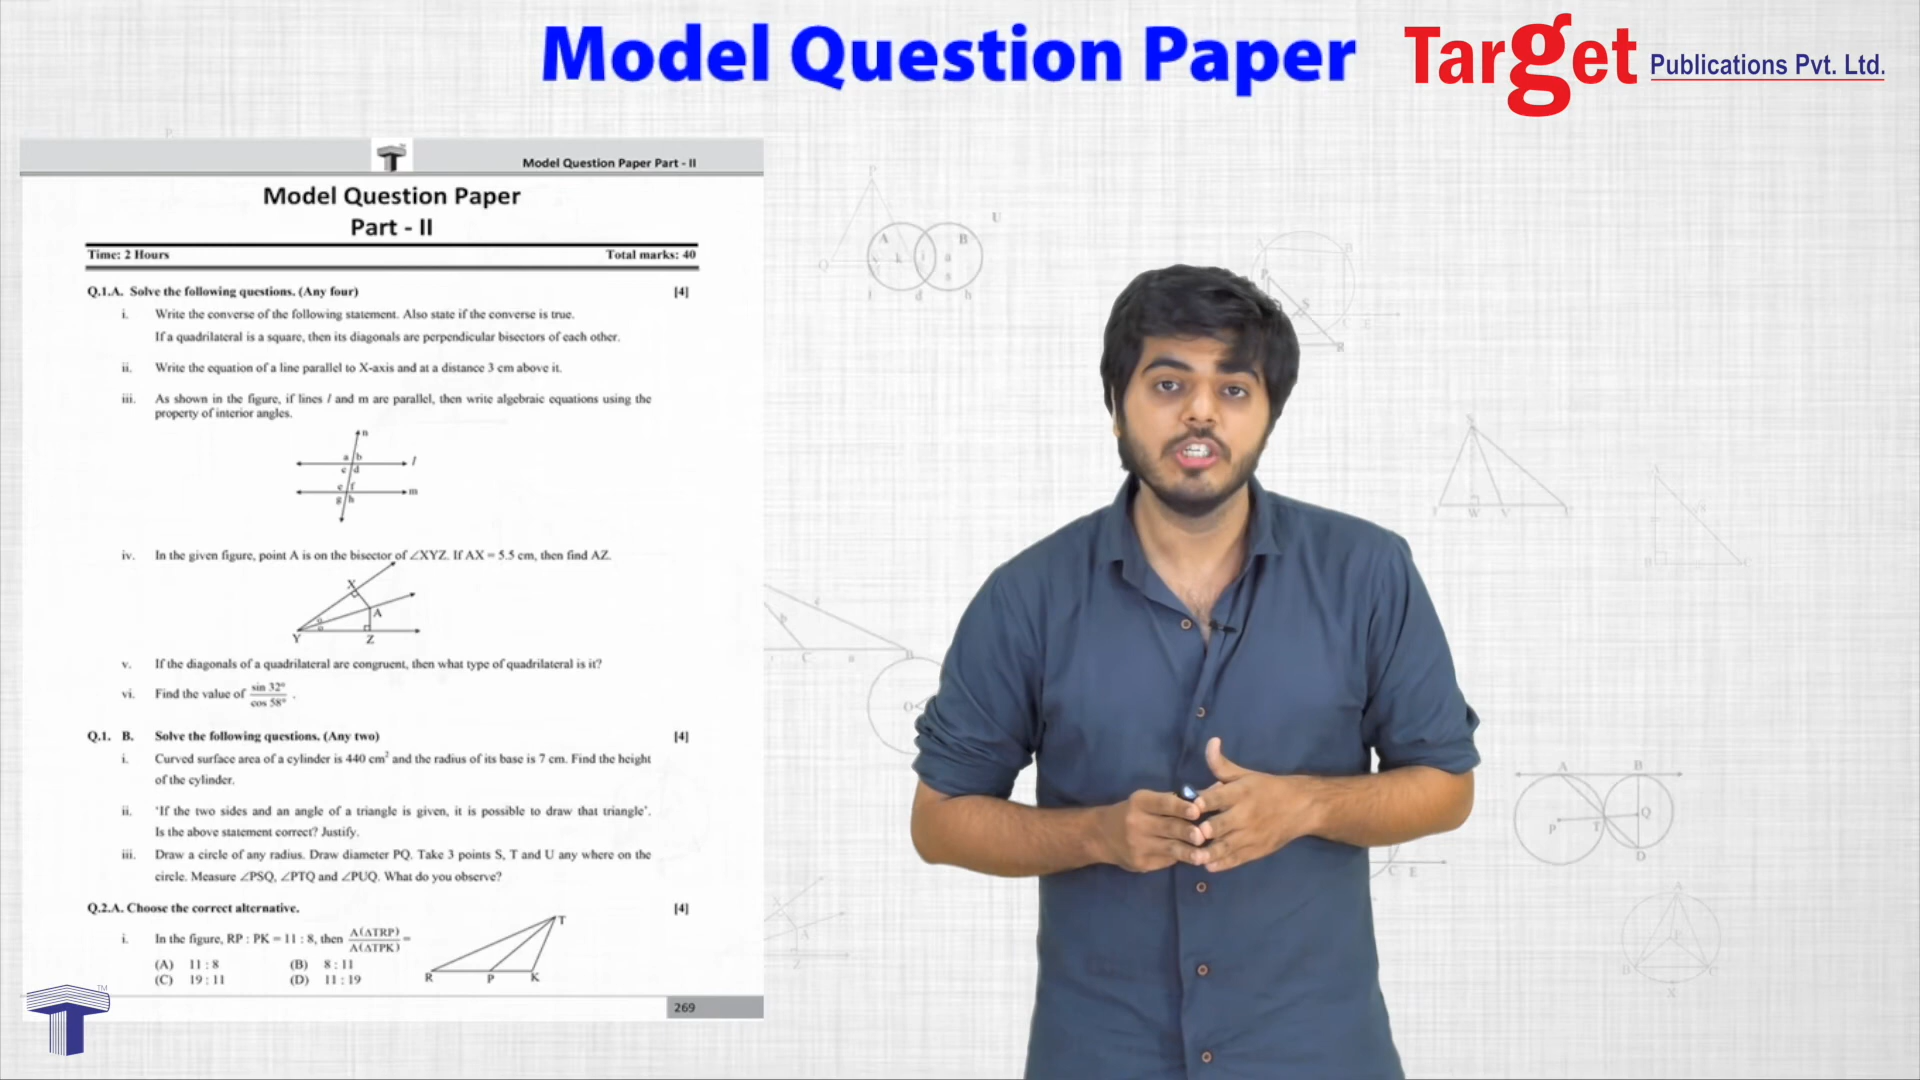 Model Question Paper
Target Publications Pvt. Ltd.
Model Question Paper Part - II
Model Question Paper
Part - II
Time: 2 Hours Total marks: 40
Q.1.A. Solve the following questions. (Any four) [4]
i. Write the converse of the following statement. Also state if the converse is true.
If a quadrilateral is a square, then its diagonals are perpendicular bisectors of each other.
ii. Write the equation of a line parallel to X-axis and at a distance 3 cm above it.
iii. As shown in the figure, if lines l and m are parallel, then write algebraic equations using the
property of interior angles.
n
a b l
c d
e f m
g h
iv. In the given figure, point A is on the bisector of ∠XYZ. If AX = 5.5 cm, then find AZ.
X
A
Y Z
v. If the diagonals of a quadrilateral are congruent, then what type of quadrilateral is it?
vi. Find the value of sin 32° / cos 58° .
Q.1. B. Solve the following questions. (Any two) [4]
i. Curved surface area of a cylinder is 440 cm² and the radius of its base is 7 cm. Find the height
of the cylinder.
ii. ‘If the two sides and an angle of a triangle is given, it is possible to draw that triangle’.
Is the above statement correct? Justify.
iii. Draw a circle of any radius. Draw diameter PQ. Take 3 points S, T and U any where on the
circle. Measure ∠PSQ, ∠PTQ and ∠PUQ. What do you observe?
Q.2.A. Choose the correct alternative. [4]
i. In the figure, RP : PK = 11 : 8, then A(ΔTRP) / A(ΔTPK) =
(A) 11 : 8 (B) 8 : 11
(C) 19 : 11 (D) 11 : 19
T
R P K
269
TM